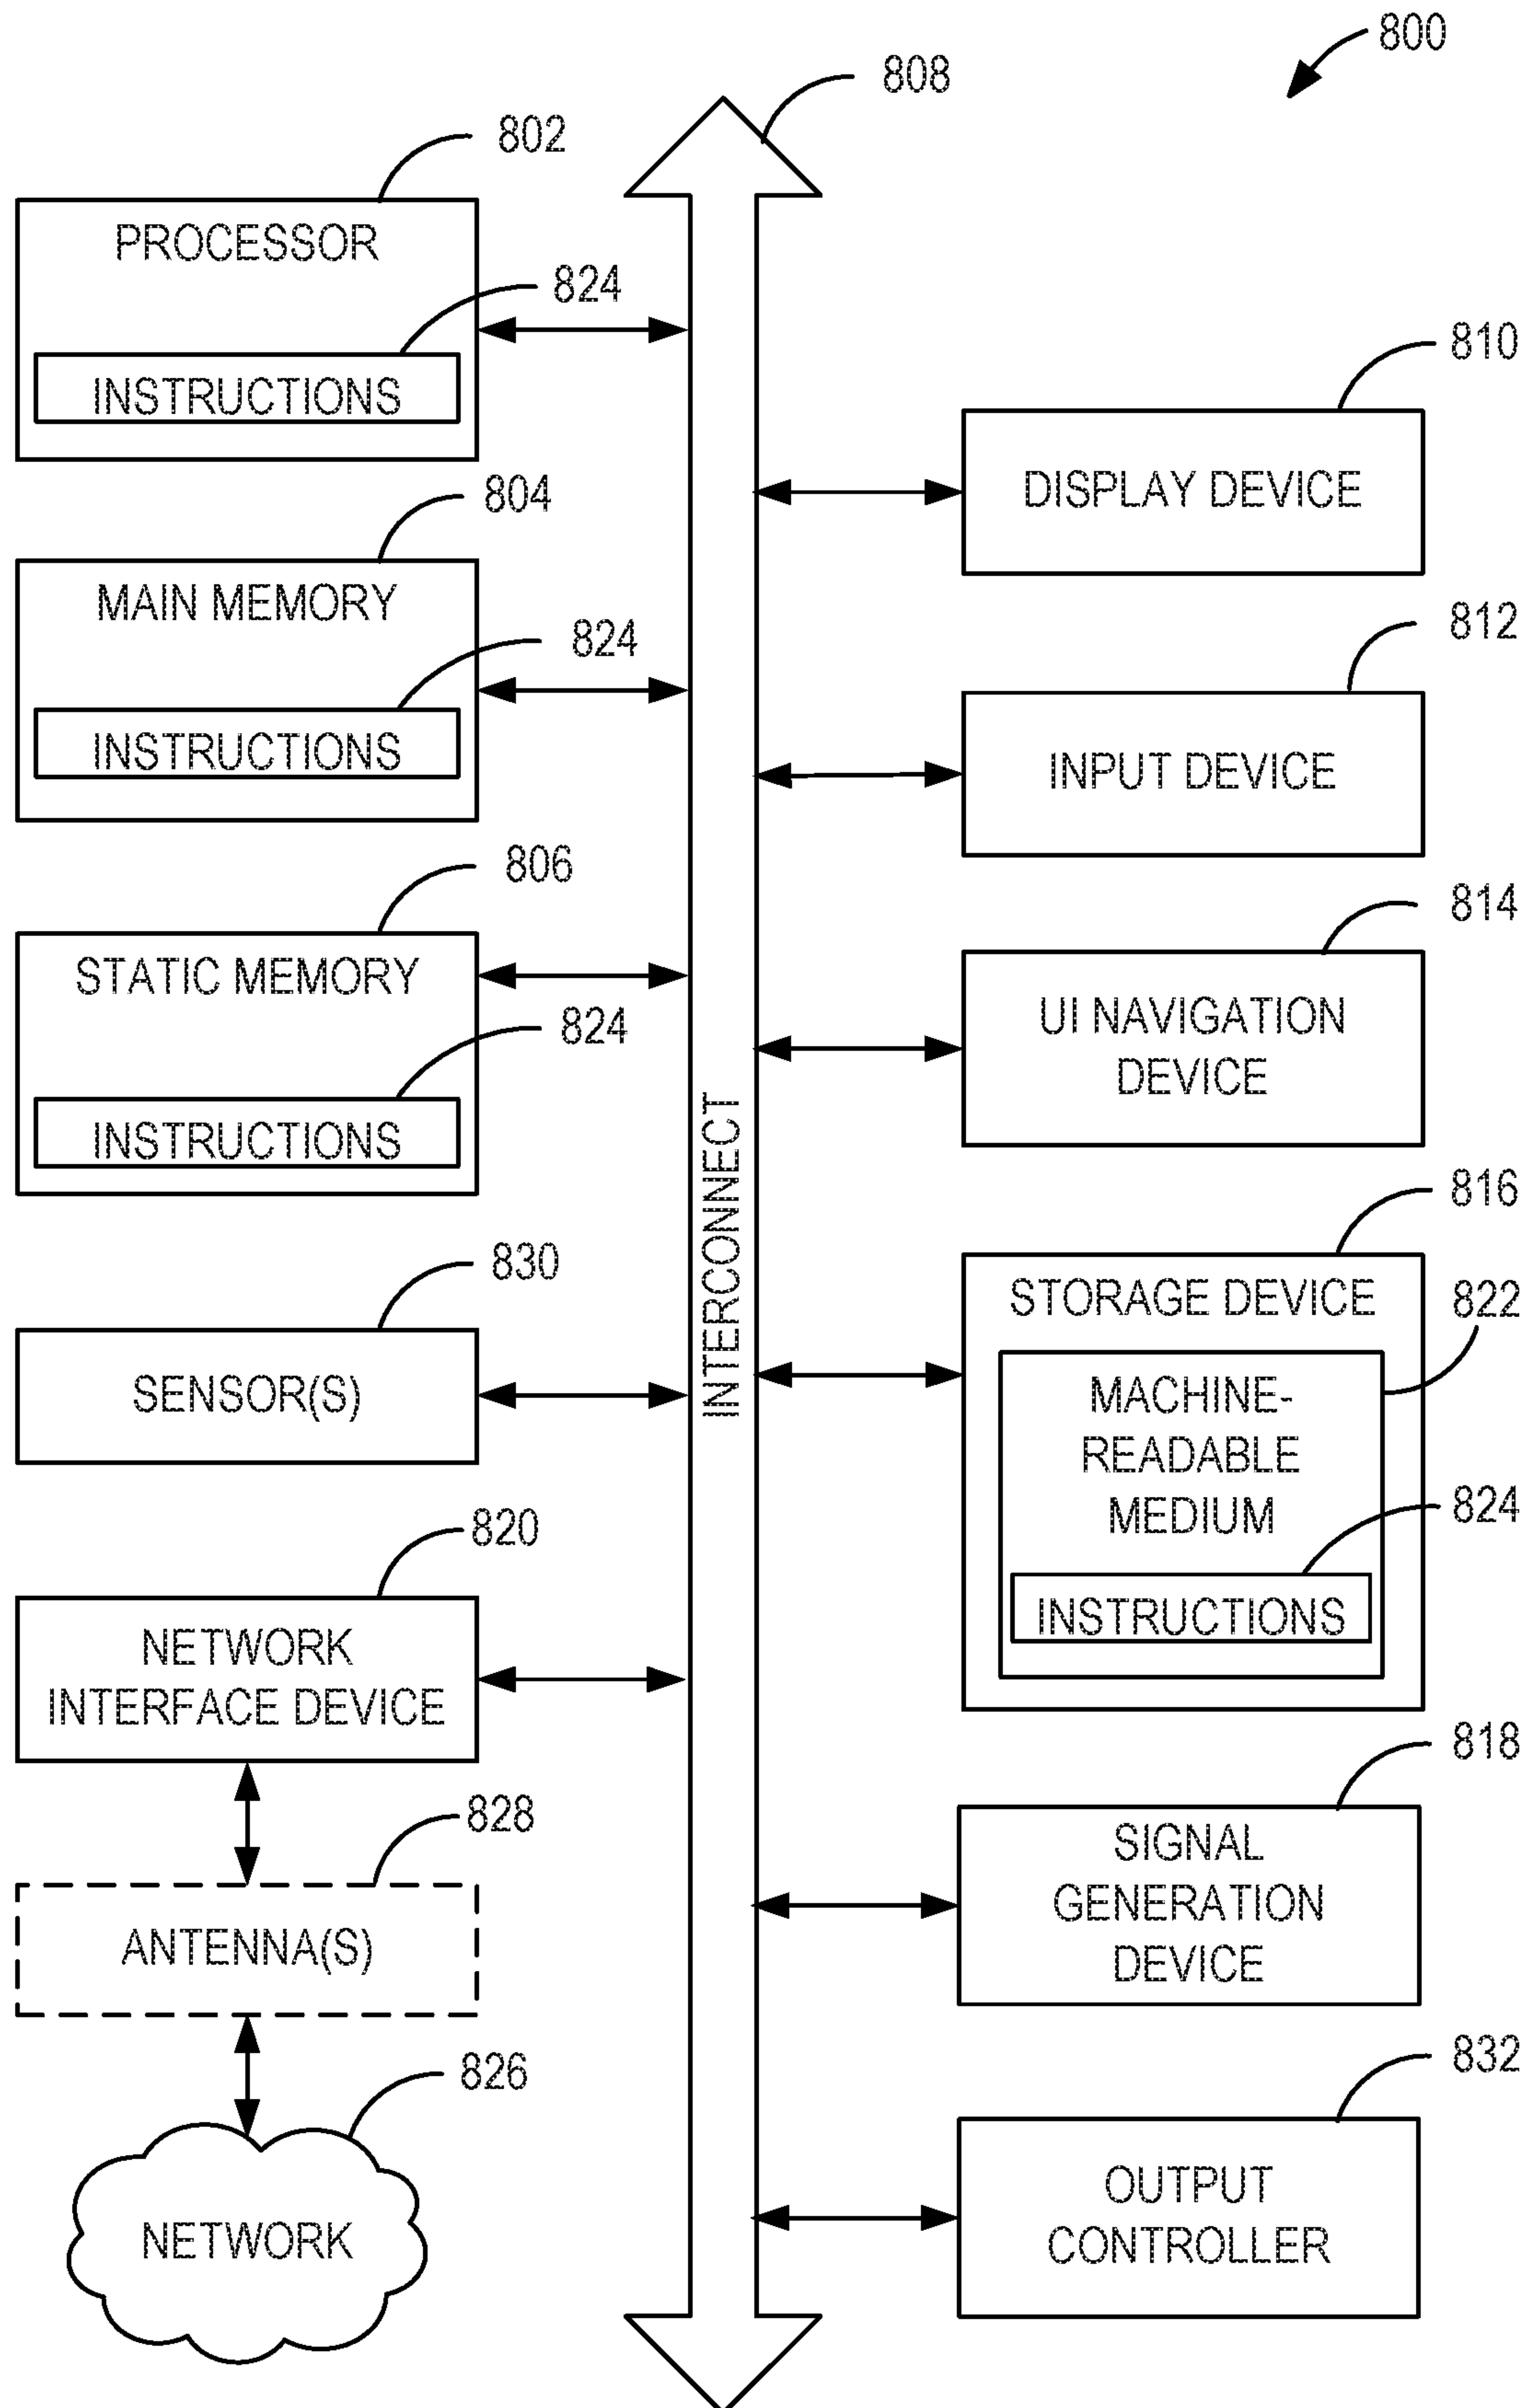 800
808
802
PROCESSOR
824
INSTRUCTIONS
804
MAIN MEMORY
824
INSTRUCTIONS
806
STATIC MEMORY
824
INSTRUCTIONS
830
SENSOR(S)
820
NETWORK
INTERFACE DEVICE
828
ANTENNA(S)
826
NETWORK
INTERCONNECT
810
DISPLAY DEVICE
812
INPUT DEVICE
814
UI NAVIGATION
DEVICE
816
STORAGE DEVICE
822
MACHINE-
READABLE
MEDIUM
824
INSTRUCTIONS
818
SIGNAL
GENERATION
DEVICE
832
OUTPUT
CONTROLLER